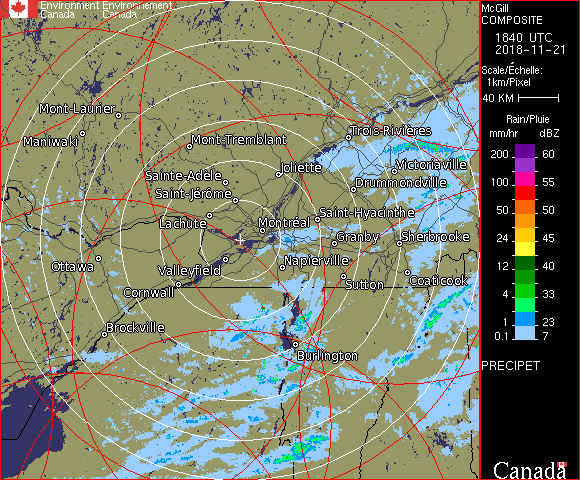 Environment Environnement
Canada Canada
McGill
COMPOSITE
1840 UTC
2018-11-21
Scale/Échelle:
1km/Pixel
40 KM
Rain/Pluie
mm/hr dBZ
200 60
150 57
100 55
50 50
24 45
12 40
4 33
1 23
0.1 7
PRECIPET
Canada
Mont-Laurier
Maniwaki
Mont-Tremblant
Trois-Rivières
Victoriaville
Joliette
Sainte-Adèle
Drummondville
Saint-Jérôme
Saint-Hyacinthe
Lachute
Montréal
Granby
Sherbrooke
Ottawa
Valleyfield
Napierville
Sutton
Coaticook
Cornwall
Brockville
Burlington